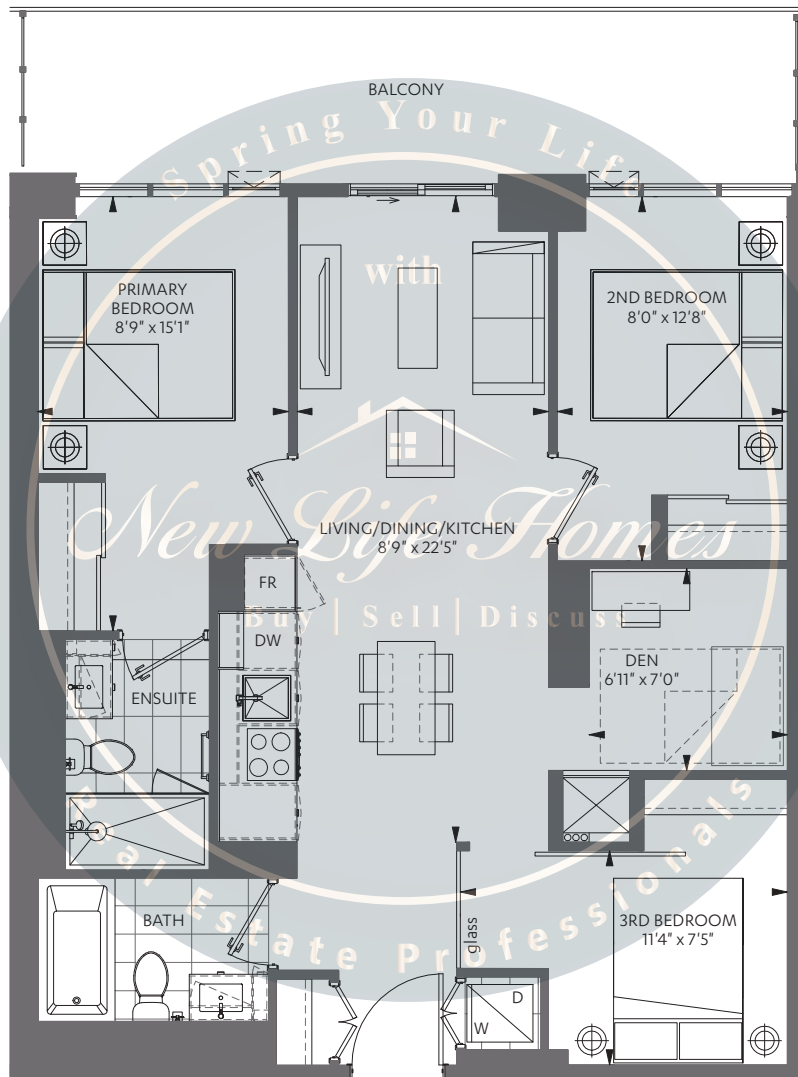 BALCONY
Spring Your Life
with
PRIMARY
BEDROOM
8'9" x 15'1"
2ND BEDROOM
8'0" x 12'8"
New Life Homes
LIVING/DINING/KITCHEN
8'9" x 22'5"
FR
Buy | Sell | Discuss
DW
DEN
6'11" x 7'0"
ENSUITE
Real Estate Professionals
BATH
glass
3RD BEDROOM
11'4" x 7'5"
D
W